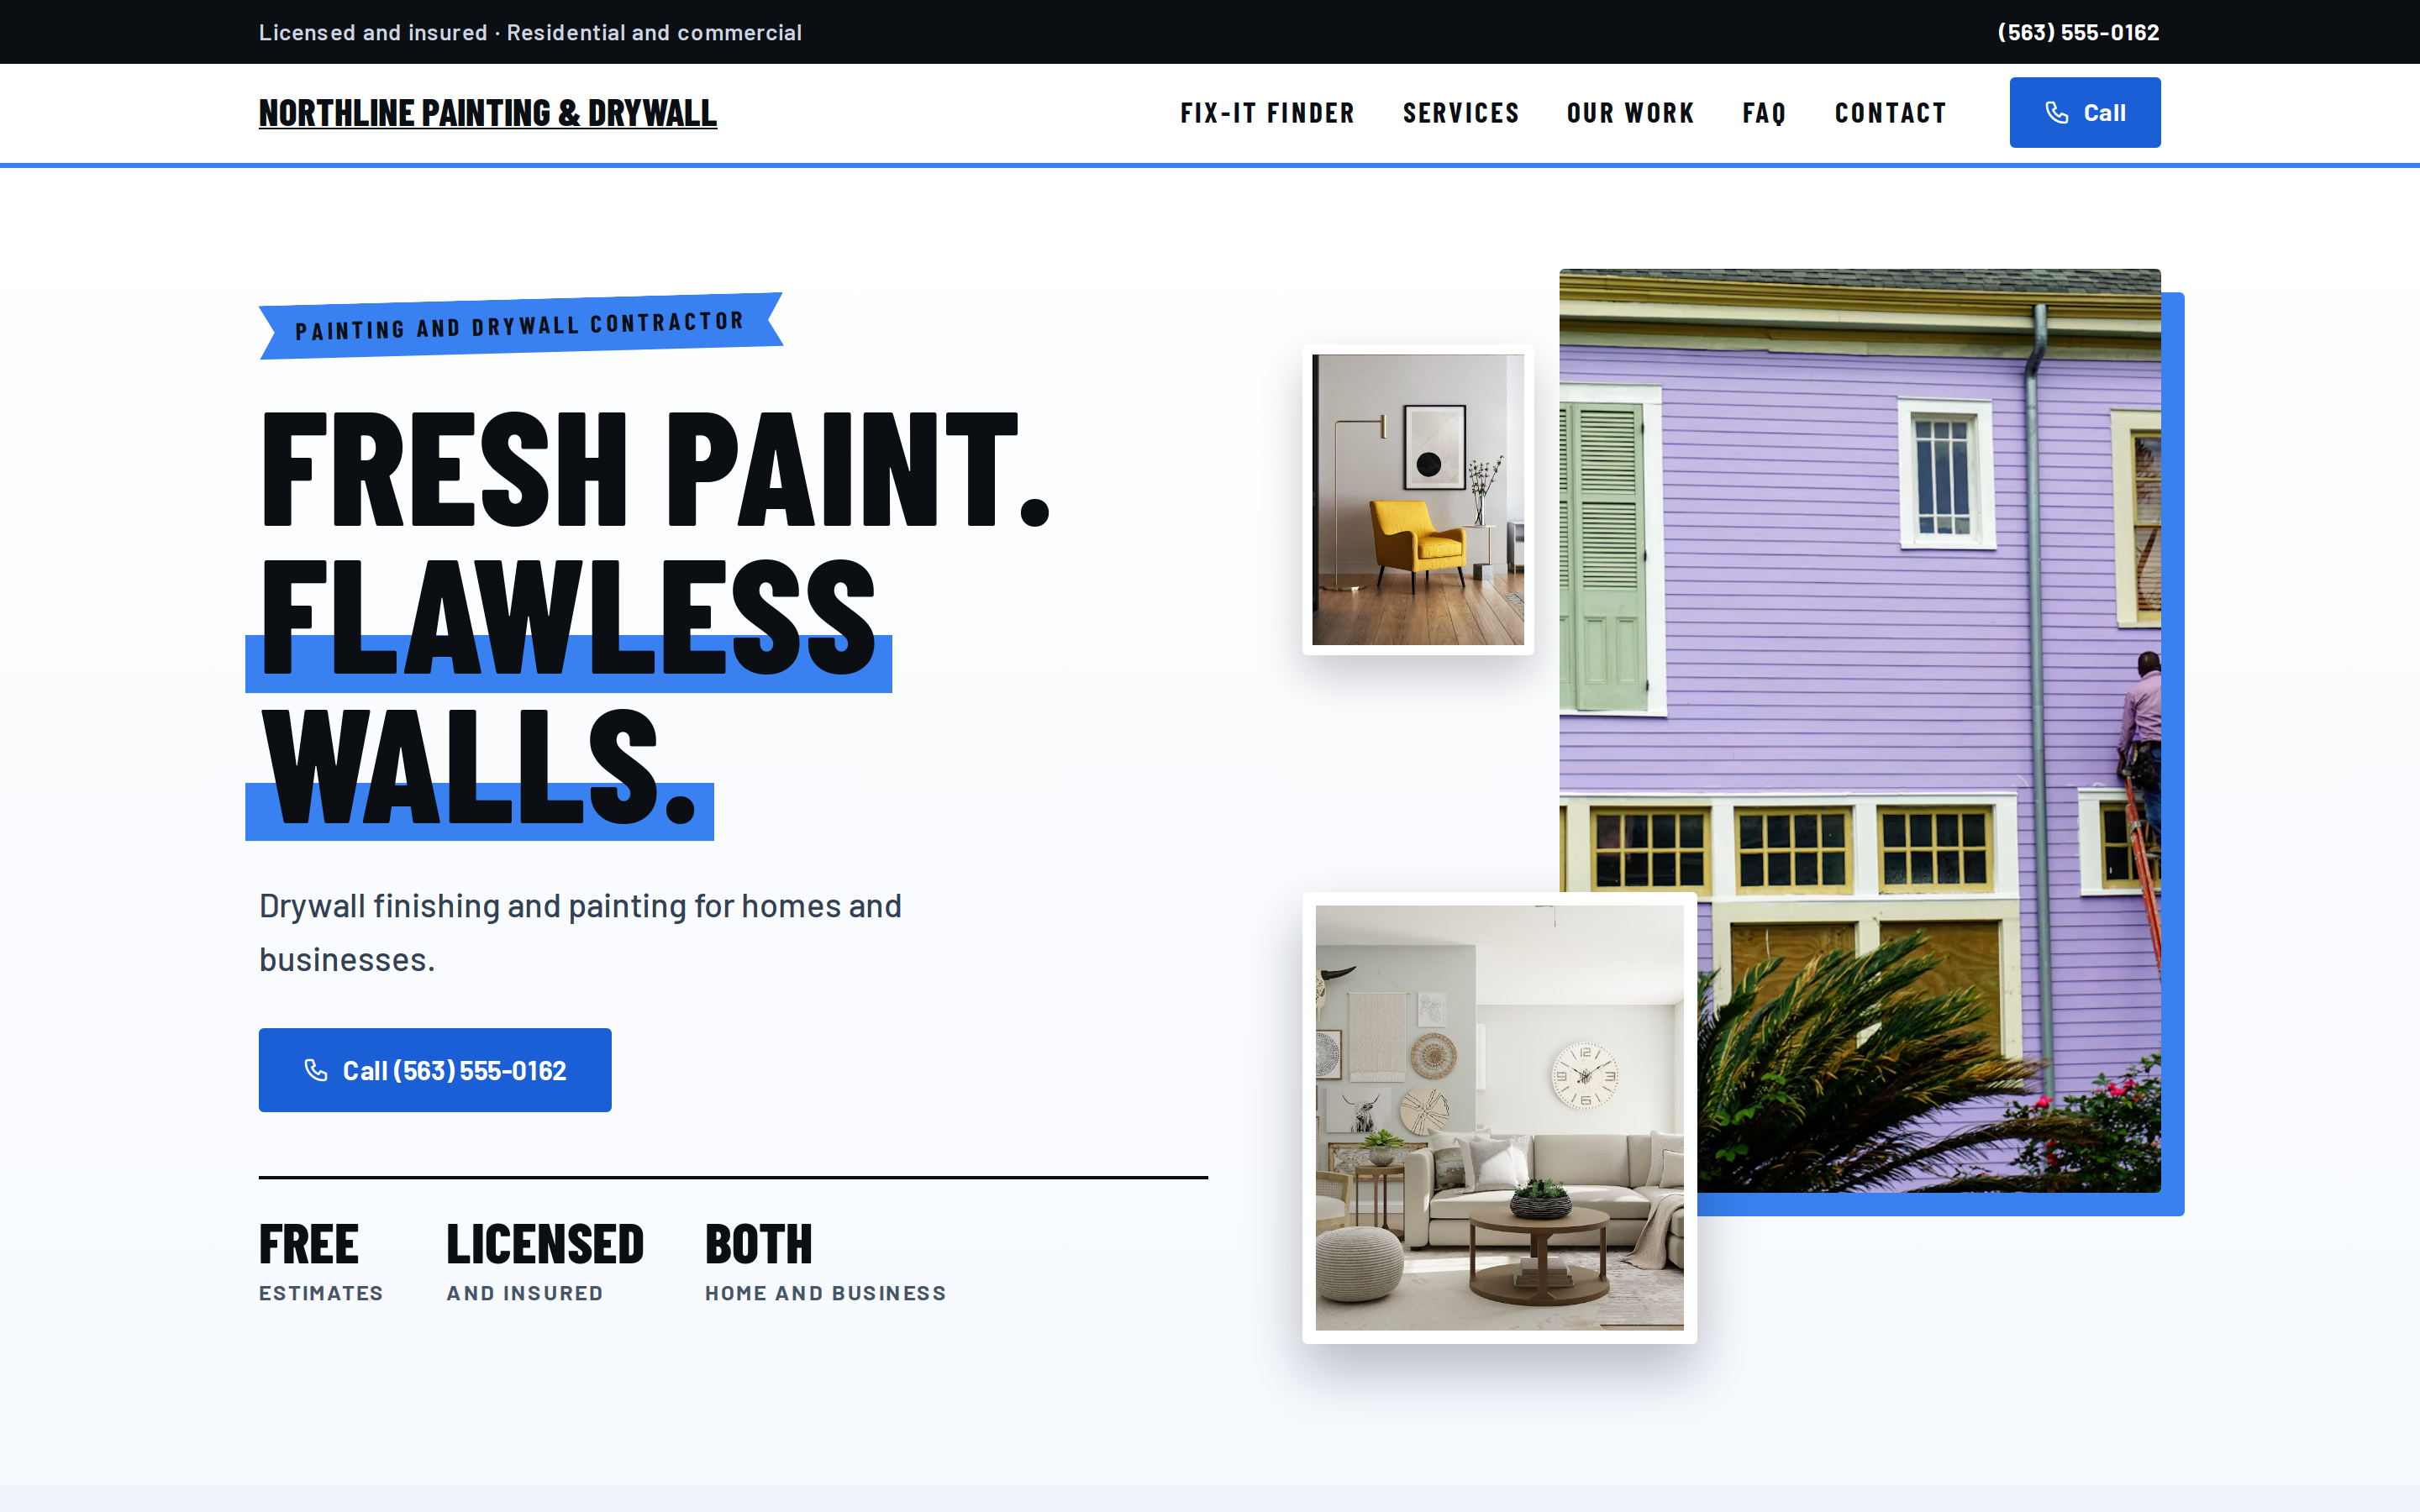 Licensed and insured · Residential and commercial
(563) 555-0162
NORTHLINE PAINTING & DRYWALL
FIX-IT FINDER
SERVICES
OUR WORK
FAQ
CONTACT
Call
PAINTING AND DRYWALL CONTRACTOR
FRESH PAINT.
FLAWLESS
WALLS.
Drywall finishing and painting for homes and
businesses.
Call (563) 555-0162
FREE
ESTIMATES
LICENSED
AND INSURED
BOTH
HOME AND BUSINESS